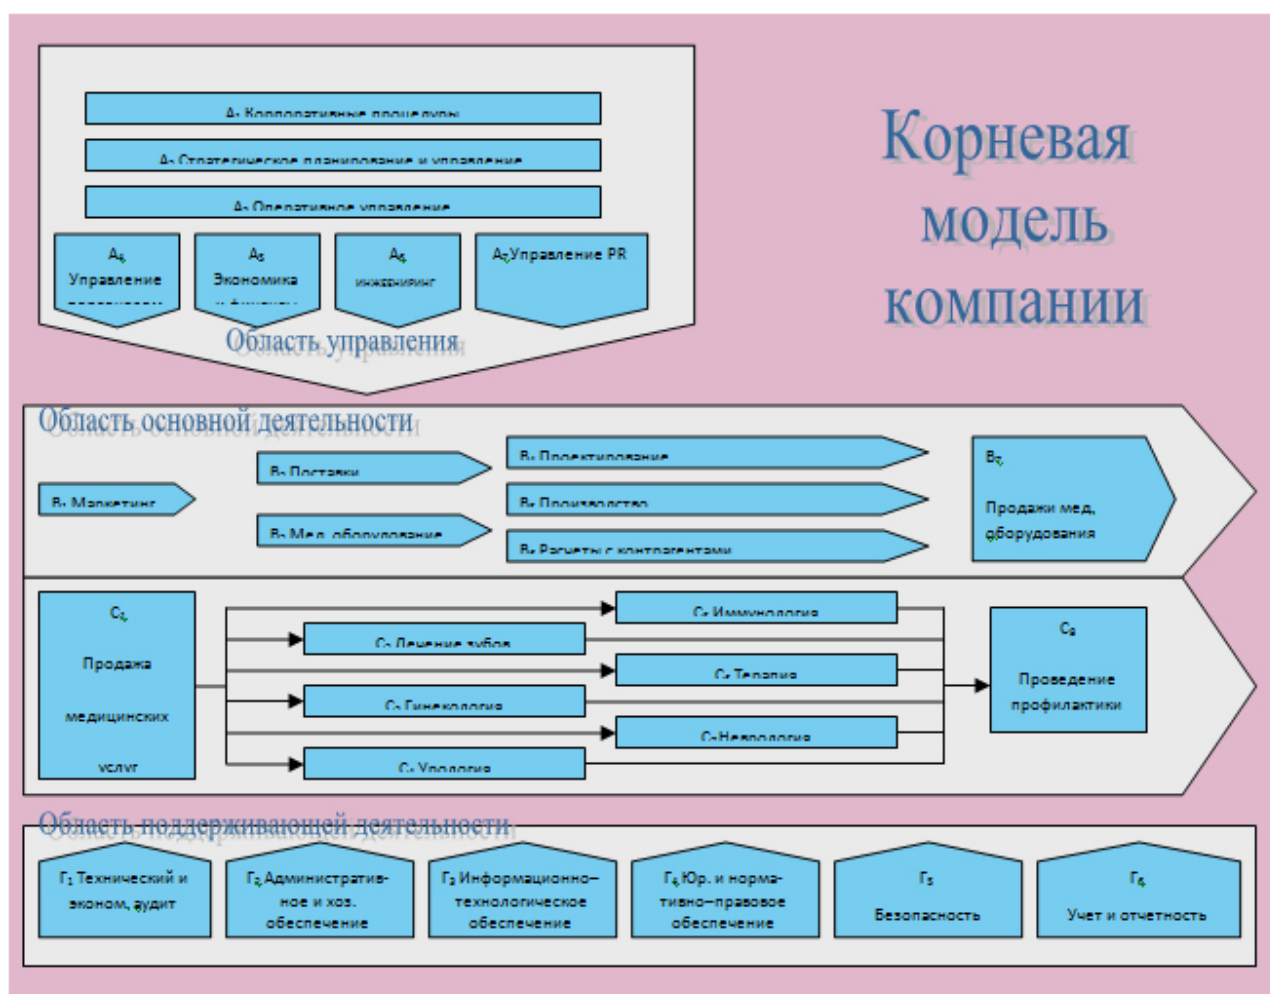 Корневая
модель
компании
А₁ Корпоративные процедуры
А₂ Стратегическое планирование и управление
А₃ Оперативное управление
А₄
Управление
персоналом
А₅
Экономика
и финансы
А₆
инжениринг
А₇ Управление PR
Область управления
Область основной деятельности
В₁ Маркетинг
В₂ Поставки
В₃ Мед. оборудование
В₄ Проектирование
В₅ Производство
В₆ Расчеты с контрагентами
В₇
Продажи мед.
оборудования
С₁
Продажа
медицинских
услуг
С₅ Иммунология
С₂ Лечение зубов
С₆ Терапия
С₃ Гинекология
С₇ Неврология
С₄ Урология
С₈
Проведение
профилактики
Область поддерживающей деятельности
Г₁ Технический и
эконом. аудит
Г₂ Административ-
ное и хоз.
обеспечение
Г₃ Информационно–
технологическое
обеспечение
Г₄ Юр. и норма-
тивно–правовое
обеспечение
Г₅
Безопасность
Г₆
Учет и отчетность